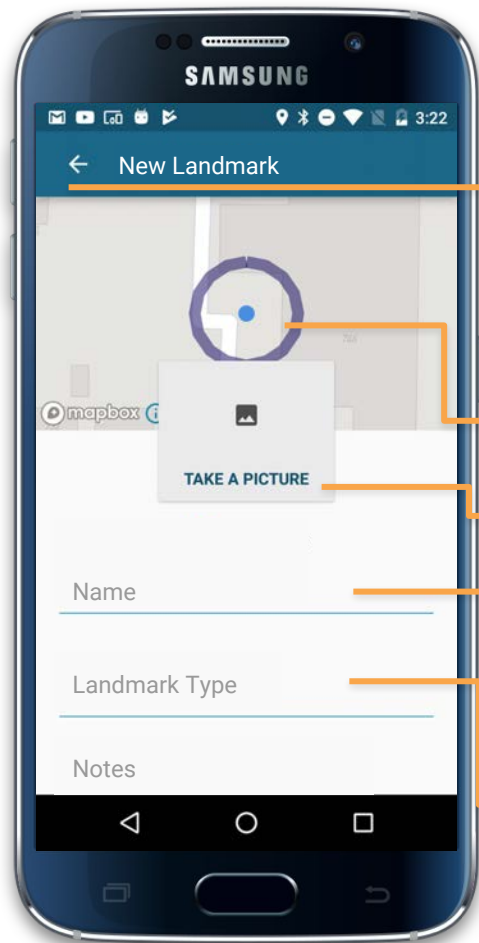 SAMSUNG
3:22
New Landmark
mapbox
TAKE A PICTURE
Name
Landmark Type
Notes